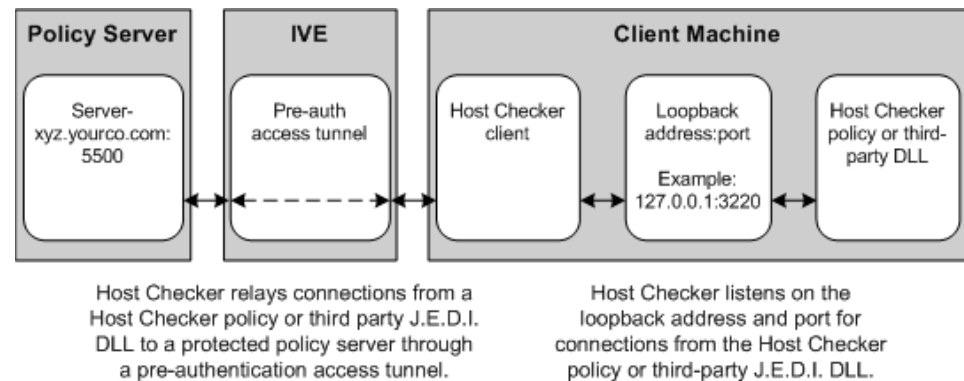 Policy Server
IVE
Client Machine
Server-
xyz.yourco.com:
5500
Pre-auth
access tunnel
Host Checker
client
Loopback
address:port
Example:
127.0.0.1:3220
Host Checker
policy or third-
party DLL
Host Checker relays connections from a
Host Checker policy or third party J.E.D.I.
DLL to a protected policy server through
a pre-authentication access tunnel.
Host Checker listens on the
loopback address and port for
connections from the Host Checker
policy or third-party J.E.D.I. DLL.